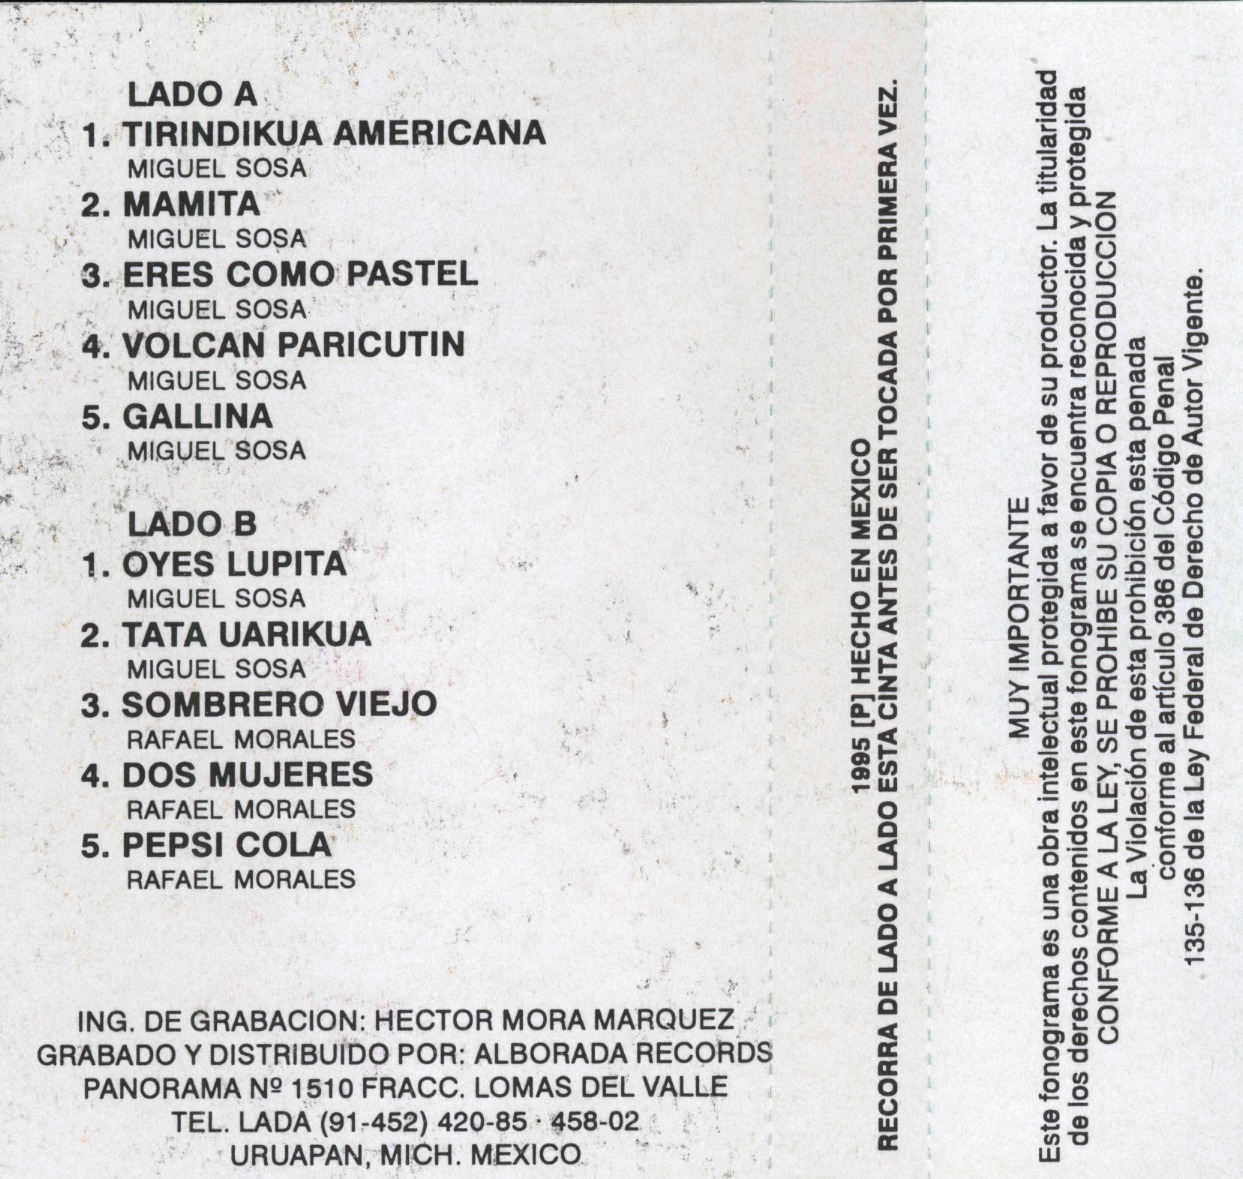 LADO A
1. TIRINDIKUA AMERICANA
MIGUEL SOSA
2. MAMITA
MIGUEL SOSA
3. ERES COMO PASTEL
MIGUEL SOSA
4. VOLCAN PARICUTIN
MIGUEL SOSA
5. GALLINA
MIGUEL SOSA
LADO B
1. OYES LUPITA
MIGUEL SOSA
2. TATA UARIKUA
MIGUEL SOSA
3. SOMBRERO VIEJO
RAFAEL MORALES
4. DOS MUJERES
RAFAEL MORALES
5. PEPSI COLA
RAFAEL MORALES
ING. DE GRABACION: HECTOR MORA MARQUEZ
GRABADO Y DISTRIBUIDO POR: ALBORADA RECORDS
PANORAMA Nº 1510 FRACC. LOMAS DEL VALLE
TEL. LADA (91-452) 420-85 · 458-02
URUAPAN, MICH. MEXICO
1995 [P] HECHO EN MEXICO
RECORRA DE LADO A LADO ESTA CINTA ANTES DE SER TOCADA POR PRIMERA VEZ.
MUY IMPORTANTE
Este fonograma es una obra intelectual protegida a favor de su productor. La titularidad
de los derechos contenidos en este fonograma se encuentra reconocida y protegida
CONFORME A LA LEY, SE PROHIBE SU COPIA O REPRODUCCION
La Violación de esta prohibición esta penada
conforme al artículo 386 del Código Penal
135-136 de la Ley Federal de Derecho de Autor Vigente.